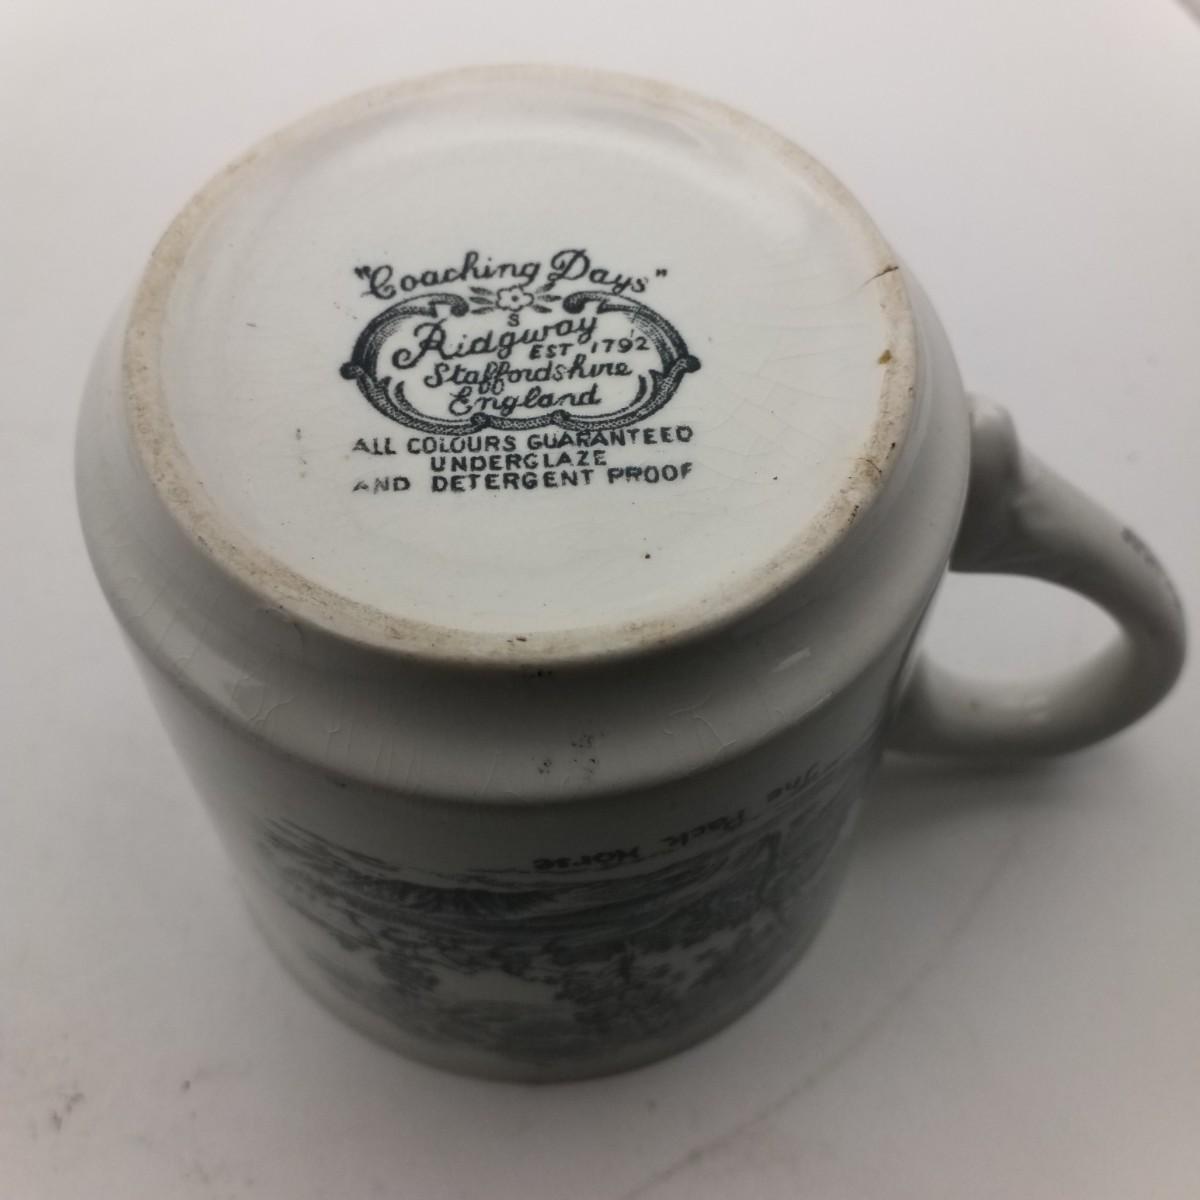 "Coaching Days"
S
Ridgway
EST 1792
Staffordshire
England
ALL COLOURS GUARANTEED
UNDERGLAZE
AND DETERGENT PROOF
The Pack Horse